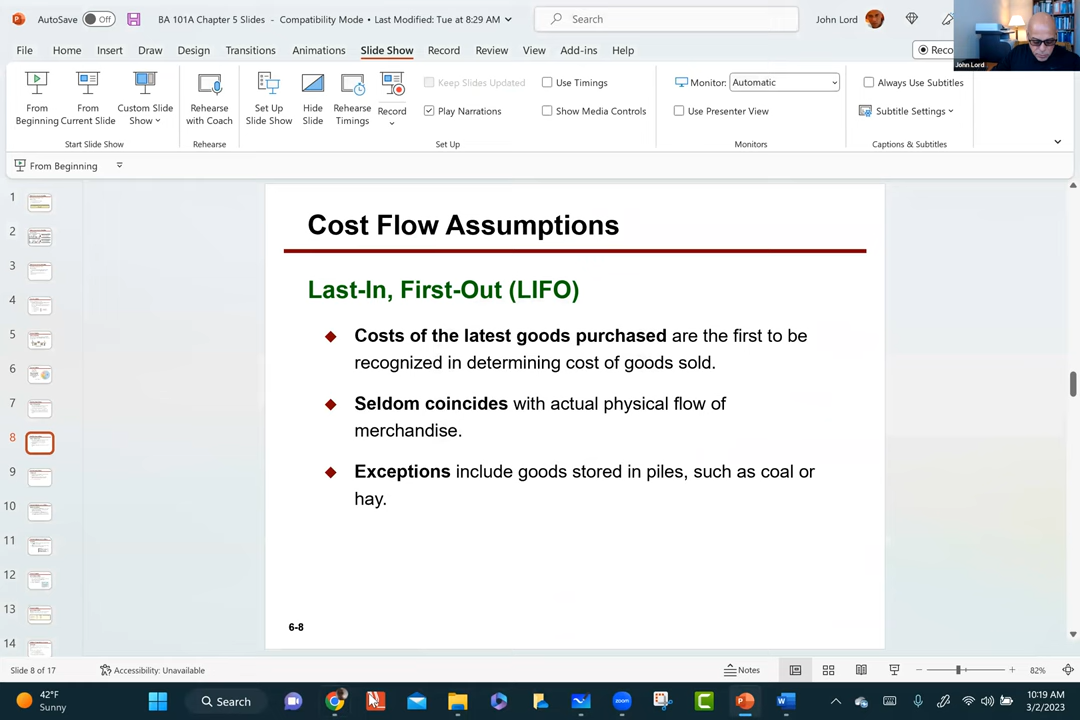 AutoSave Off BA 101A Chapter 5 Slides - Compatibility Mode • Last Modified: Tue at 8:29 AM Search John Lord
File Home Insert Draw Design Transitions Animations Slide Show Record Review View Add-ins Help Reco
John Lord
From Beginning
From Current Slide
Custom Slide Show
Rehearse with Coach
Set Up Slide Show
Hide Slide
Rehearse Timings
Record
Keep Slides Updated
Play Narrations
Use Timings
Show Media Controls
Monitor: Automatic
Use Presenter View
Always Use Subtitles
Subtitle Settings
Start Slide Show Rehearse Set Up Monitors Captions & Subtitles
From Beginning
1
2
3
4
5
6
7
8
9
10
11
12
13
14
Cost Flow Assumptions
Last-In, First-Out (LIFO)
Costs of the latest goods purchased are the first to be
recognized in determining cost of goods sold.
Seldom coincides with actual physical flow of
merchandise.
Exceptions include goods stored in piles, such as coal or
hay.
6-8
Slide 8 of 17 Accessibility: Unavailable Notes 82%
42°F
Sunny
Search
zoom
10:19 AM
3/2/2023